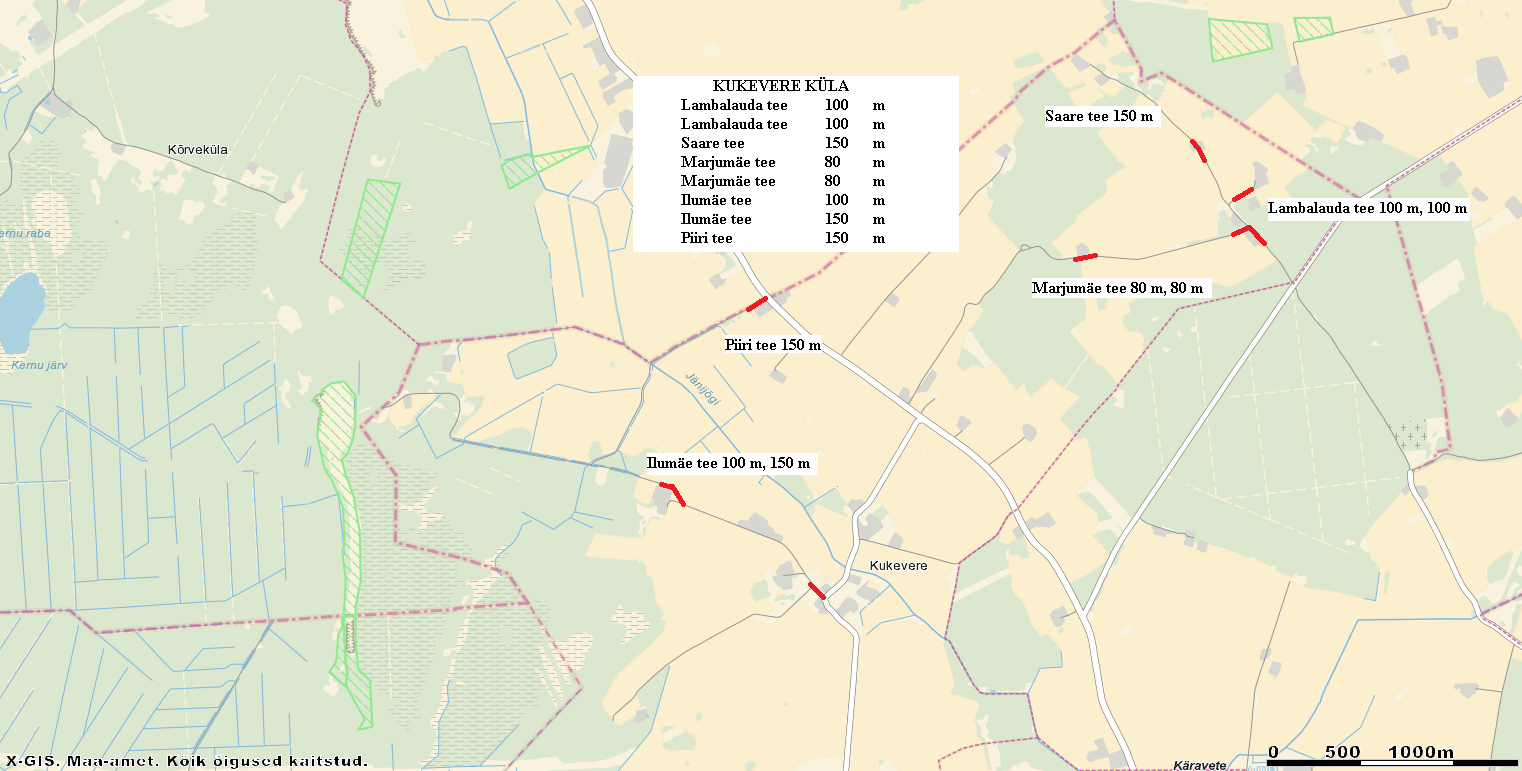 KUKEVERE KÜLA
Lambalauda tee 100 m
Lambalauda tee 100 m
Saare tee 150 m
Marjumäe tee 80 m
Marjumäe tee 80 m
Ilumäe tee 100 m
Ilumäe tee 150 m
Piiri tee 150 m
Saare tee 150 m
Kõrveküla
Lambalauda tee 100 m, 100 m
ernu raba
Marjumäe tee 80 m, 80 m
Piiri tee 150 m
Kernu järv
Jänijõgi
Ilumäe tee 100 m, 150 m
Kukevere
0 500 1000m
X-GIS. Maa-amet. Kõik õigused kaitstud.
Käravete